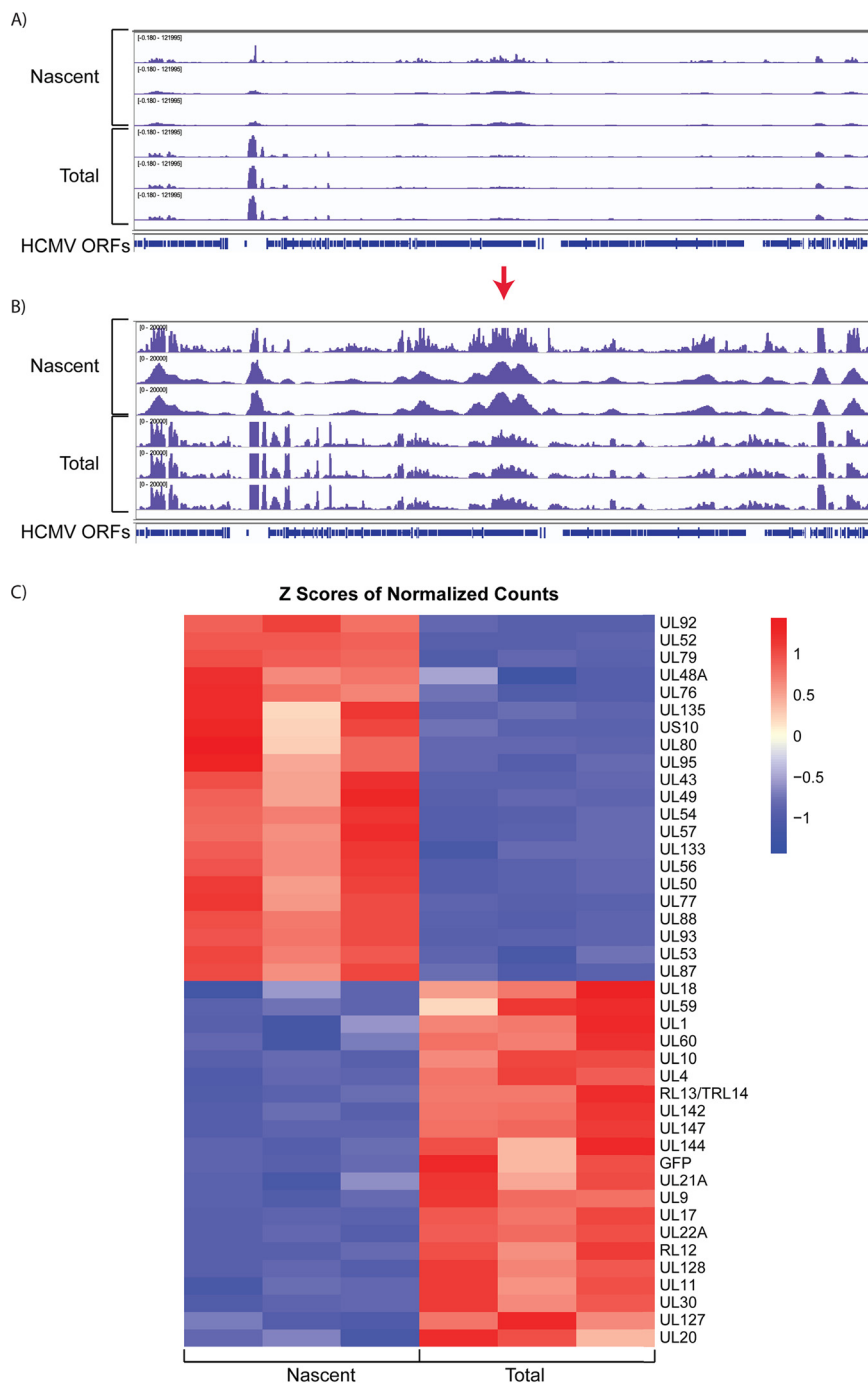 A)
Nascent
[-0.180 - 121995]
[-0.180 - 121995]
[-0.180 - 121995]
Total
[-0.180 - 121995]
[-0.180 - 121995]
[-0.180 - 121995]
HCMV ORFs
B)
Nascent
[0 - 20000]
[0 - 20000]
[0 - 20000]
Total
[0 - 20000]
[0 - 20000]
[0 - 20000]
HCMV ORFs
C)
Z Scores of Normalized Counts
UL92
UL52
UL79
UL48A
UL76
UL135
US10
UL80
UL95
UL43
UL49
UL54
UL57
UL133
UL56
UL50
UL77
UL88
UL93
UL53
UL87
UL18
UL59
UL1
UL60
UL10
UL4
RL13/TRL14
UL142
UL147
UL144
GFP
UL21A
UL9
UL17
UL22A
RL12
UL128
UL11
UL30
UL127
UL20
1
0.5
0
−0.5
−1
Nascent
Total